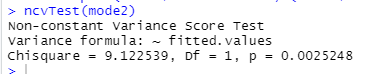 > ncvTest(mode2)
Non-constant Variance Score Test
Variance formula: ~ fitted.values
Chisquare = 9.122539, Df = 1, p = 0.0025248
>